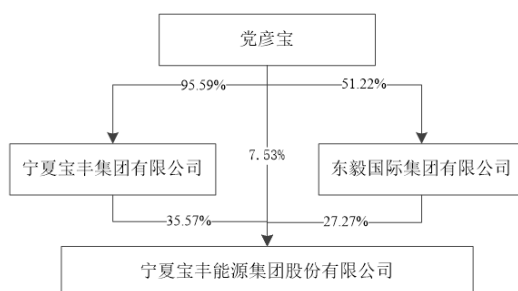 党彦宝
95.59%
51.22%
宁夏宝丰集团有限公司
7.53%
东毅国际集团有限公司
35.57%
27.27%
宁夏宝丰能源集团股份有限公司